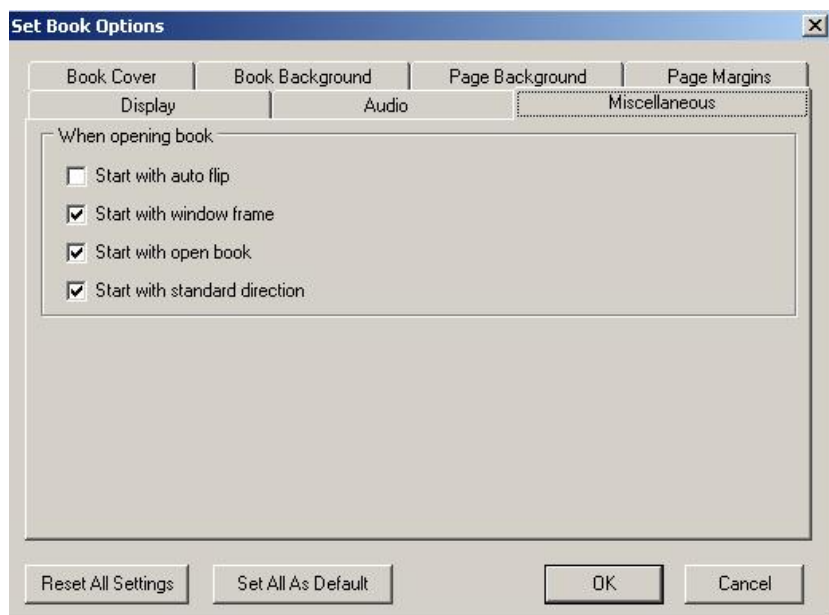 Set Book Options
Book Cover Book Background Page Background Page Margins
Display Audio Miscellaneous
When opening book
Start with auto flip
Start with window frame
Start with open book
Start with standard direction
Reset All Settings Set All As Default OK Cancel